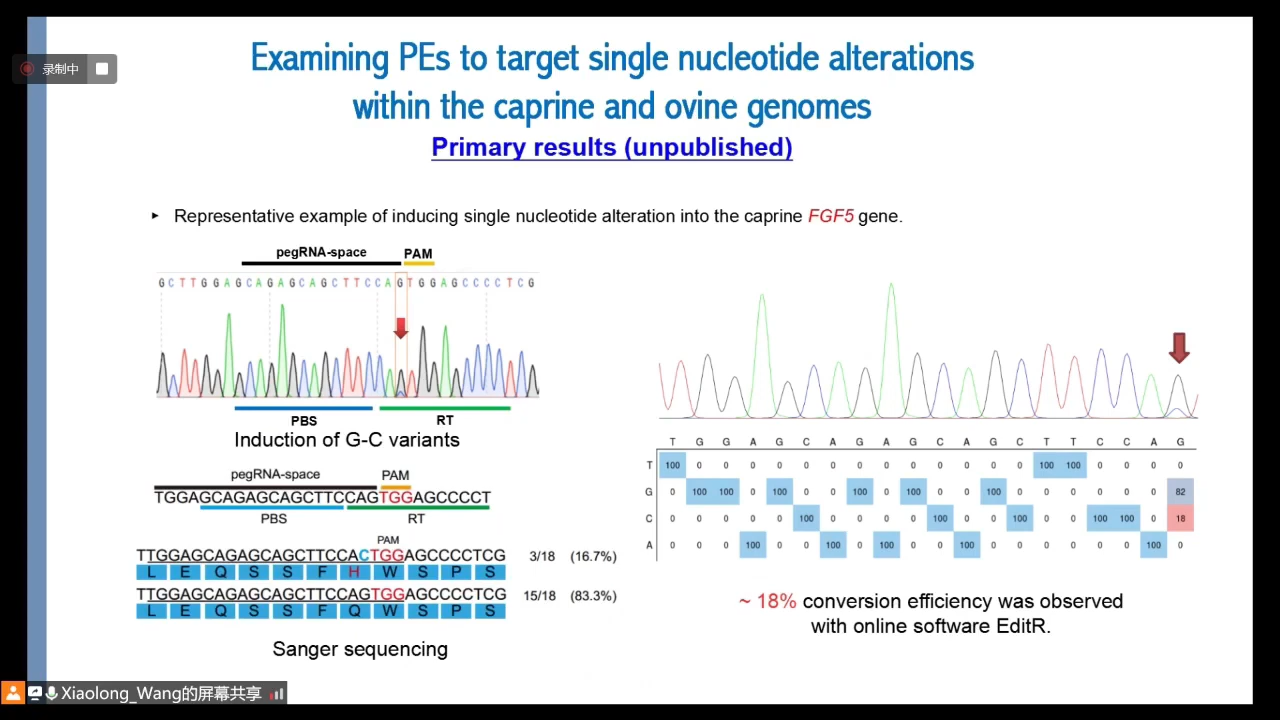 录制中
Examining PEs to target single nucleotide alterations
within the caprine and ovine genomes
Primary results (unpublished)
Representative example of inducing single nucleotide alteration into the caprine FGF5 gene.
pegRNA-space PAM
G C T T G G A G C A G A G C A G C T T C C A G T G G A G C C C C T C G
PBS RT
Induction of G-C variants
pegRNA-space PAM
TGGAGCAGAGCAGCTTCCAGTGGAGCCCCT
PBS RT
PAM
TTGGAGCAGAGCAGCTTCCACTGGAGCCCCTCG 3/18 (16.7%)
L E Q S S F H W S P S
TTGGAGCAGAGCAGCTTCCAGTGGAGCCCCTCG 15/18 (83.3%)
L E Q S S F Q W S P S
Sanger sequencing
T G G A G C A G A G C A G C T T C C A G
T 100 0 0 0 0 0 0 0 0 0 0 0 0 0 100 100 0 0 0 0
G 0 100 100 0 100 0 0 100 0 100 0 0 100 0 0 0 0 0 0 82
C 0 0 0 0 0 100 0 0 0 0 100 0 0 100 0 0 100 100 0 18
A 0 0 0 100 0 0 100 0 100 0 0 100 0 0 0 0 0 0 100 0
~ 18% conversion efficiency was observed
with online software EditR.
Xiaolong_Wang的屏幕共享